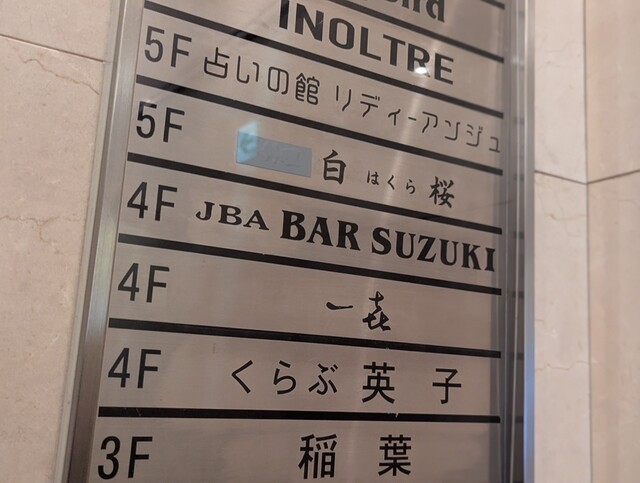 INOLTRE
5F 占いの館 リディーアンジュ
5F 白 はくら 桜
4F JBA BAR SUZUKI
4F 一㐂
4F くらぶ 英子
3F 稲葉